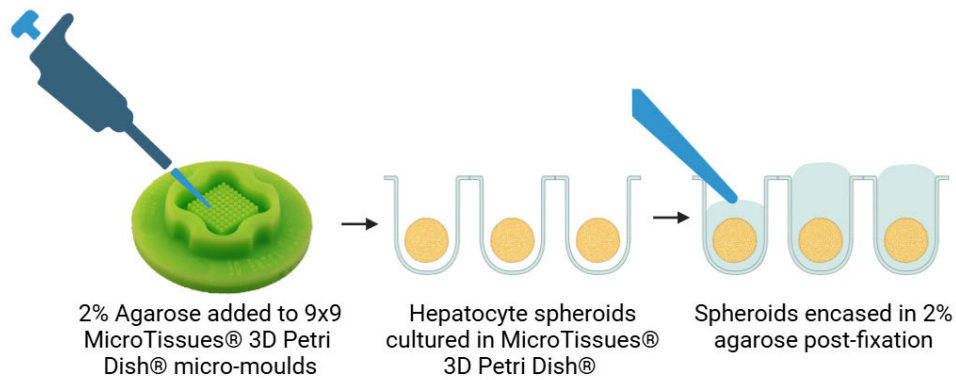 2% Agarose added to 9x9
MicroTissues® 3D Petri
Dish® micro-moulds
Hepatocyte spheroids
cultured in MicroTissues®
3D Petri Dish®
Spheroids encased in 2%
agarose post-fixation